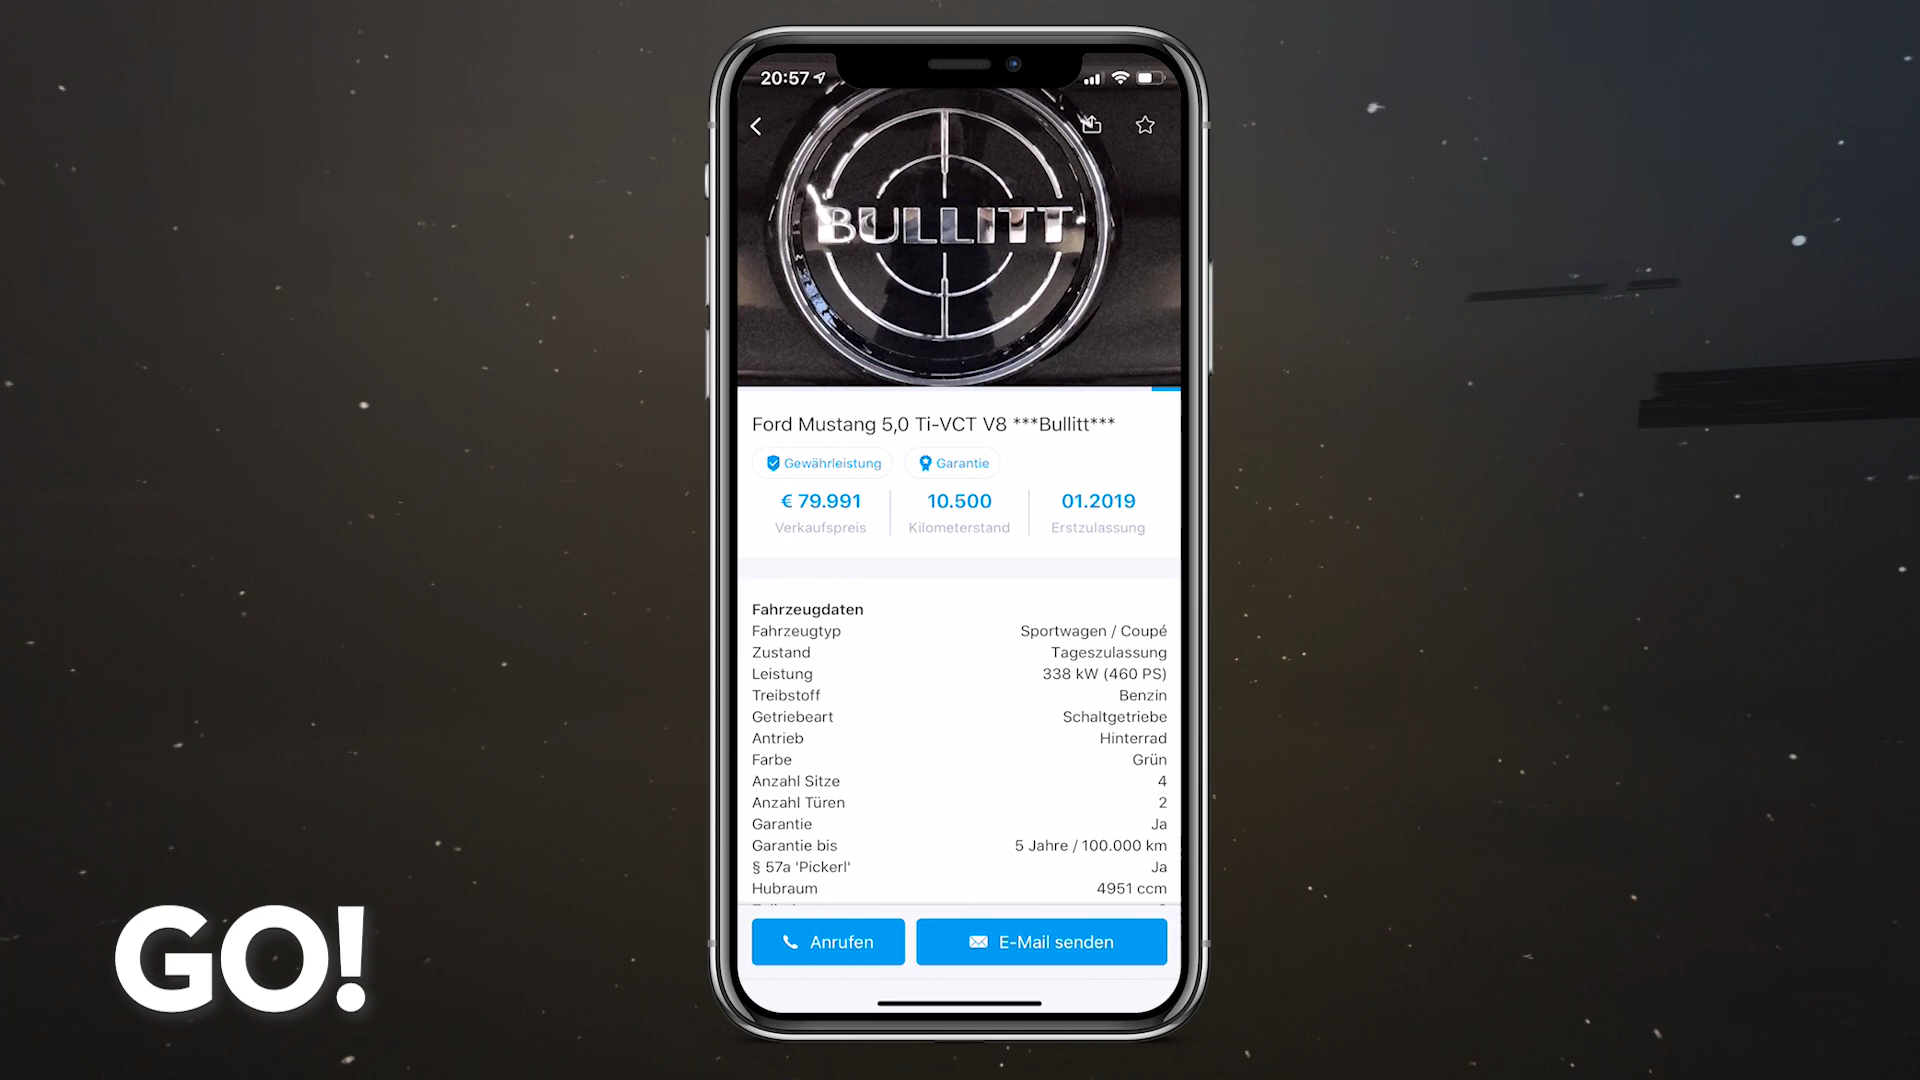 20:57
BULLITT
Ford Mustang 5,0 Ti-VCT V8 ***Bullitt***
Gewährleistung Garantie
€ 79.991 10.500 01.2019
Verkaufspreis Kilometerstand Erstzulassung
Fahrzeugdaten
Fahrzeugtyp Sportwagen / Coupé
Zustand Tageszulassung
Leistung 338 kW (460 PS)
Treibstoff Benzin
Getriebeart Schaltgetriebe
Antrieb Hinterrad
Farbe Grün
Anzahl Sitze 4
Anzahl Türen 2
Garantie Ja
Garantie bis 5 Jahre / 100.000 km
§ 57a 'Pickerl' Ja
Hubraum 4951 ccm
Anrufen E-Mail senden
GO!